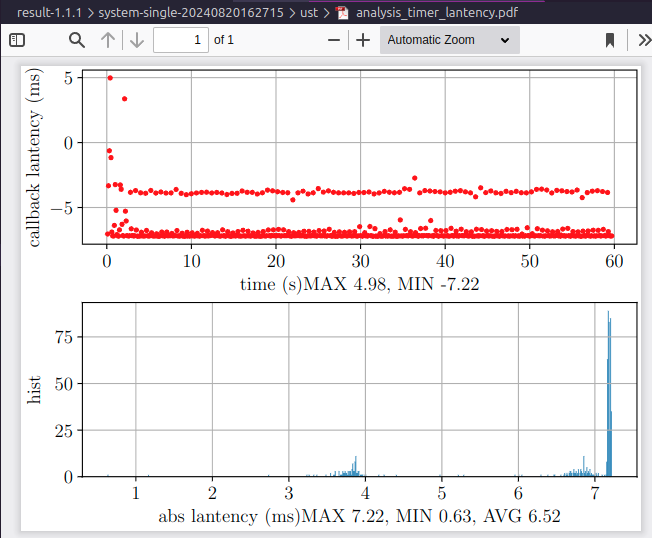 result-1.1.1 > system-single-20240820162715 > ust > analysis_timer_lantency.pdf
1 of 1 Automatic Zoom
callback lantency (ms)
5
0
−5
0 10 20 30 40 50 60
time (s)MAX 4.98, MIN -7.22
hist
75
50
25
0
1 2 3 4 5 6 7
abs lantency (ms)MAX 7.22, MIN 0.63, AVG 6.52